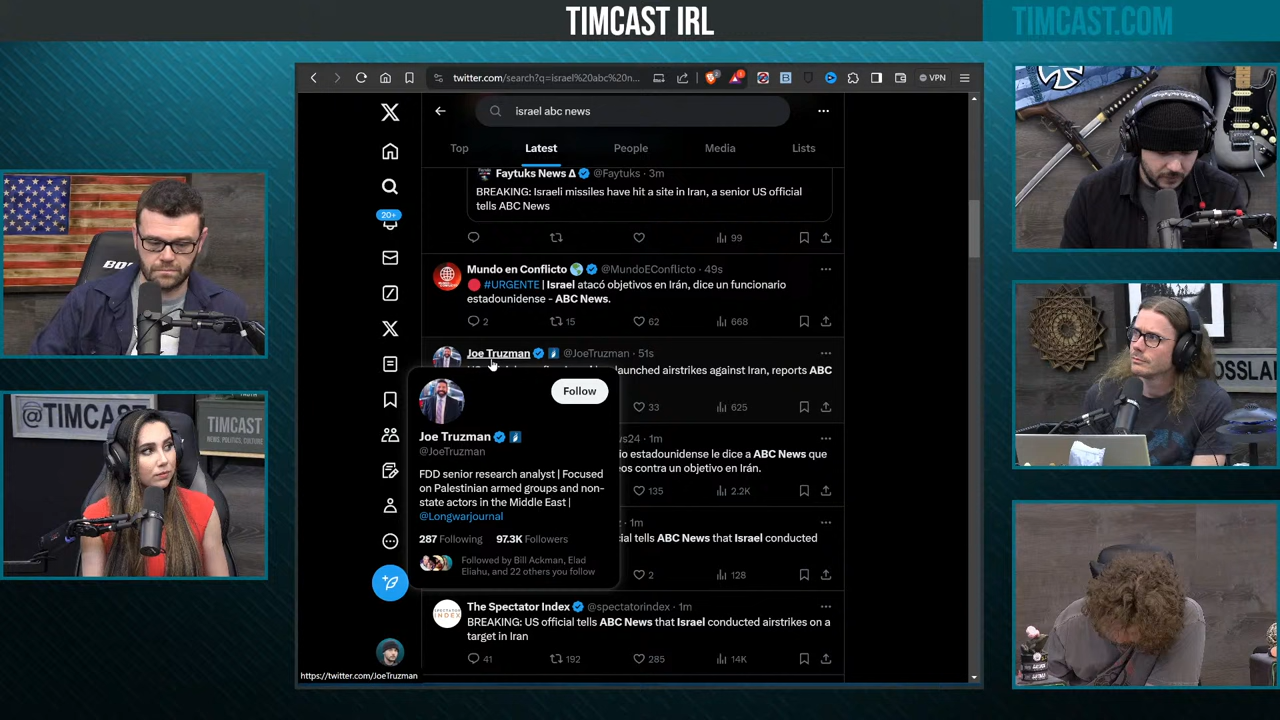 TIMCAST IRL
TIMCAST.COM
twitter.com/search?q=israel%20abc%20n...
2
VPN
israel abc news
Top
Latest
People
Media
Lists
Faytuks News Δ @Faytuks · 3m
BREAKING: Israeli missiles have hit a site in Iran, a senior US official
tells ABC News
99
20+
Mundo en Conflicto @MundoEConflicto · 49s
#URGENTE | Israel atacó objetivos en Irán, dice un funcionario
estadounidense - ABC News.
2
15
62
668
Joe Truzman @JoeTruzman · 51s
launched airstrikes against Iran, reports ABC
33
625
Follow
Joe Truzman
@JoeTruzman
FDD senior research analyst | Focused
on Palestinian armed groups and non-
state actors in the Middle East |
@Longwarjournal
287 Following
97.3K Followers
Followed by Bill Ackman, Elad
Eliahu, and 22 others you follow
ws24 · 1m
io estadounidense le dice a ABC News que
eos contra un objetivo en Irán.
135
2.2K
· 1m
ial tells ABC News that Israel conducted
2
128
The Spectator Index @spectatorindex · 1m
BREAKING: US official tells ABC News that Israel conducted airstrikes on a
target in Iran
41
192
285
14K
https://twitter.com/JoeTruzman
@TIMCAST
TIMCAST
NEWS. POLITICS. CULTURE